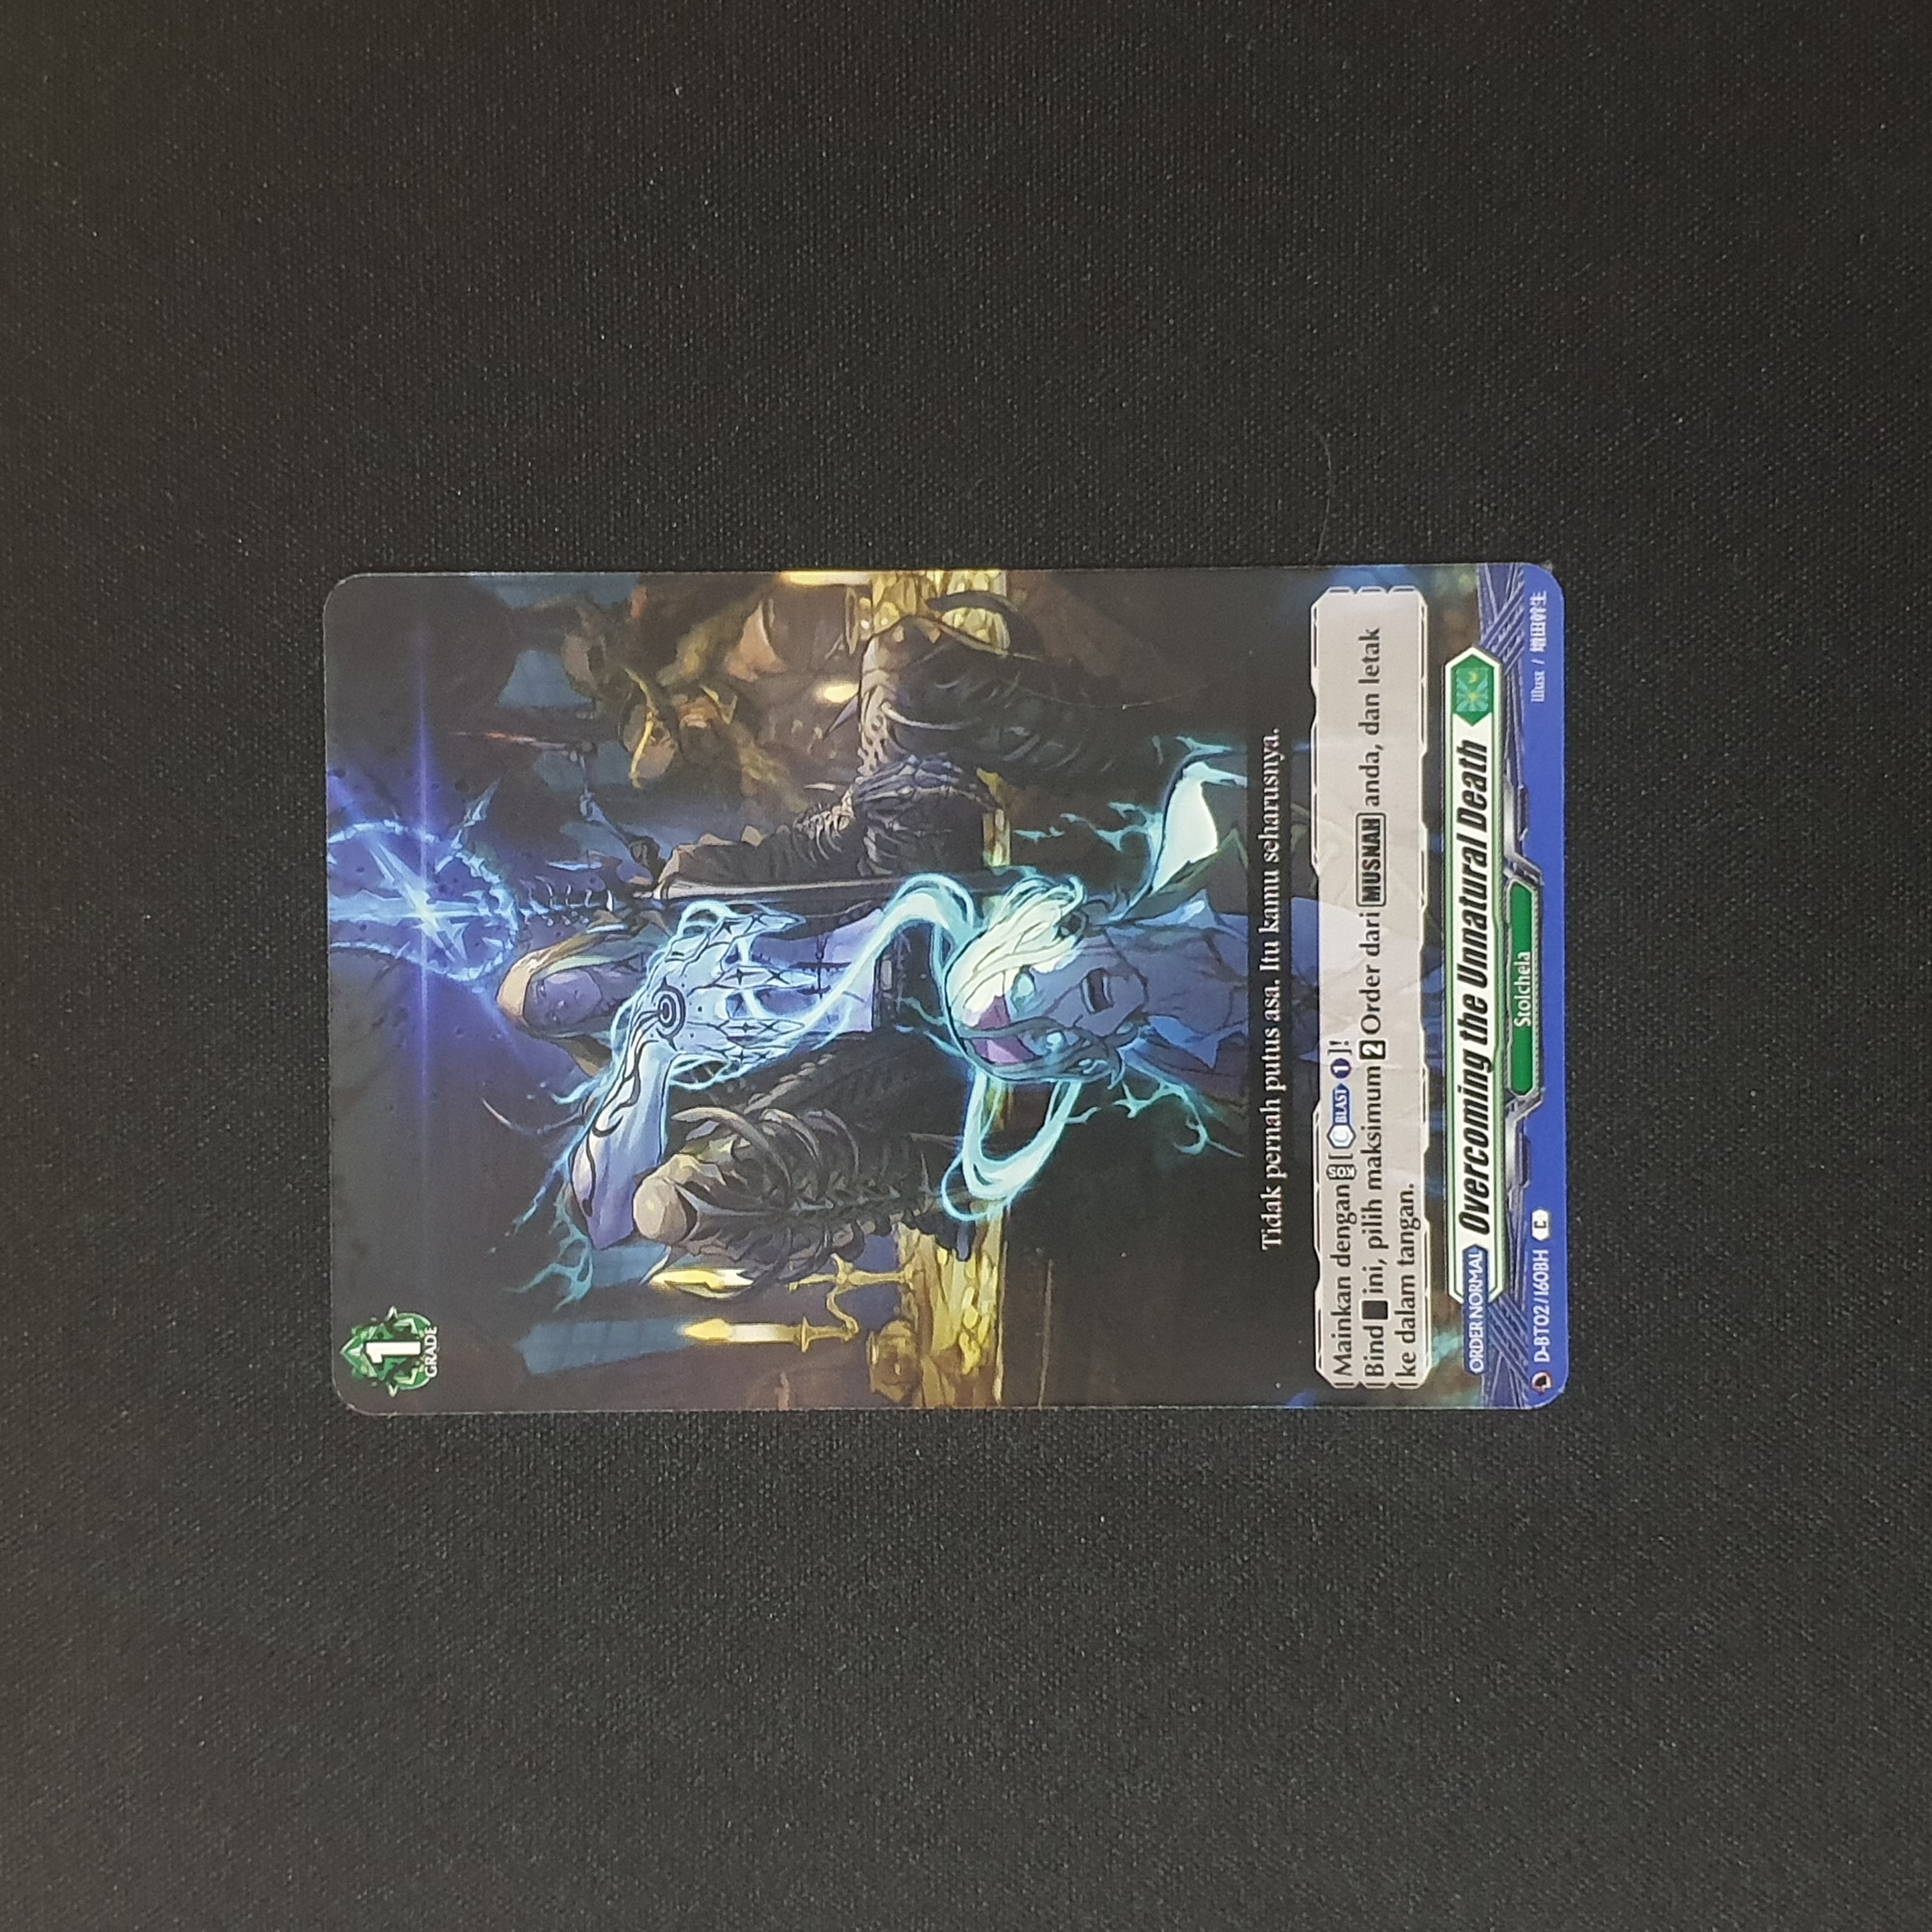 1
GRADE
Tidak pernah putus asa. Itu kamu seharusnya.
Mainkan dengan KOS [C BLAST 1]!
Bind ini, pilih maksimum 2 Order dari MUSNAH anda, dan letak
ke dalam tangan.
ORDER NORMAL Overcoming the Unnatural Death
Stoicheia
D-BT02/160BH C illust / 増田幹生